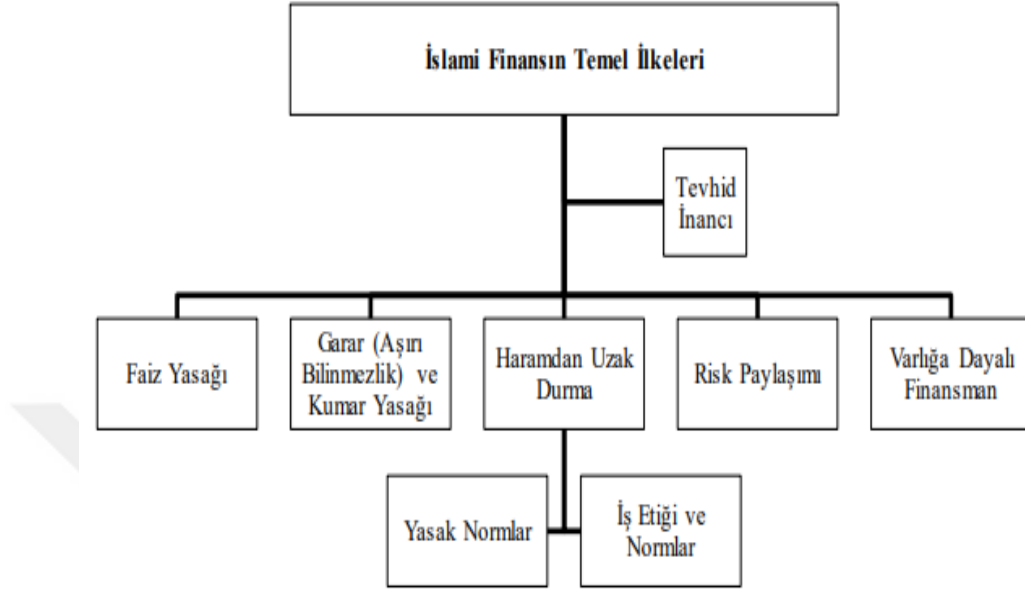 İslami Finansın Temel İlkeleri
Tevhid
İnancı
Faiz Yasağı
Garar (Aşırı
Bilinmezlik) ve
Kumar Yasağı
Haramdan Uzak
Durma
Risk Paylaşımı
Varlığa Dayalı
Finansman
Yasak Normlar
İş Etiği ve
Normlar